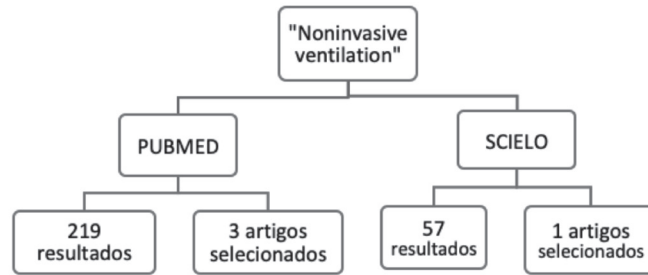 "Noninvasive
ventilation"
PUBMED
SCIELO
219
resultados
3 artigos
selecionados
57
resultados
1 artigos
selecionados